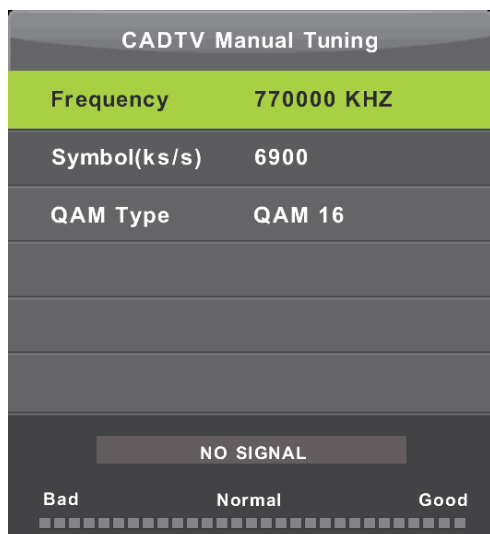 CADTV Manual Tuning
Frequency 770000 KHZ
Symbol(ks/s) 6900
QAM Type QAM 16
NO SIGNAL
Bad Normal Good